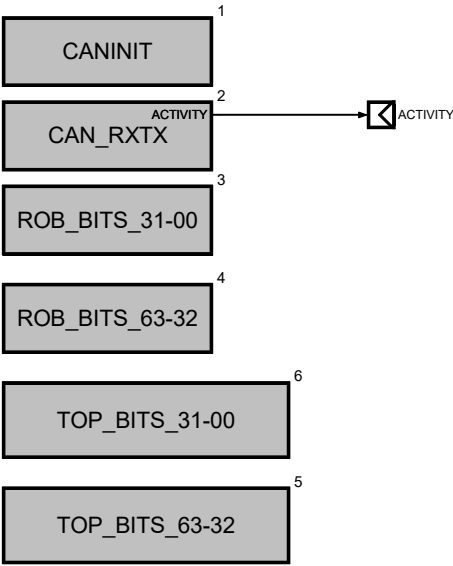 1
CANINIT
2
ACTIVITY
ACTIVITY
CAN_RXTX
3
ROB_BITS_31-00
4
ROB_BITS_63-32
6
TOP_BITS_31-00
5
TOP_BITS_63-32